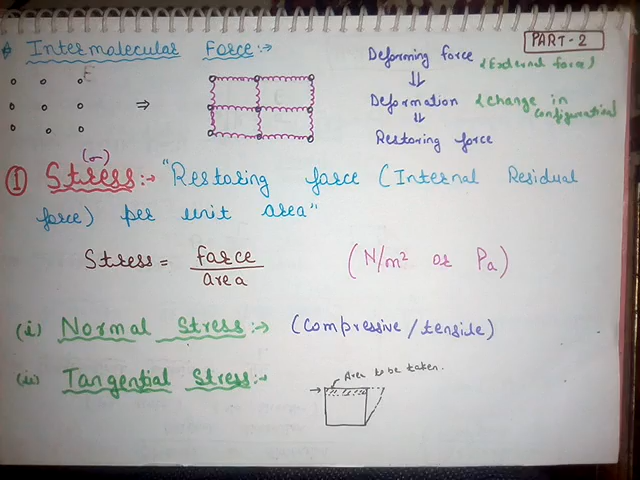 PART-2
* Intermolecular Force:→
Deforming force (External force)
⇓
⇒
Deformation (change in configuration)
⇓
Restoring force
(σ)
① Stress:→ "Restoring force (Internal Residual
force) per unit area"
Stress = force/area (N/m² or Pa)
(i) Normal Stress:→ (compressive/tenside)
(ii) Tangential Stress:→
Area to be taken.